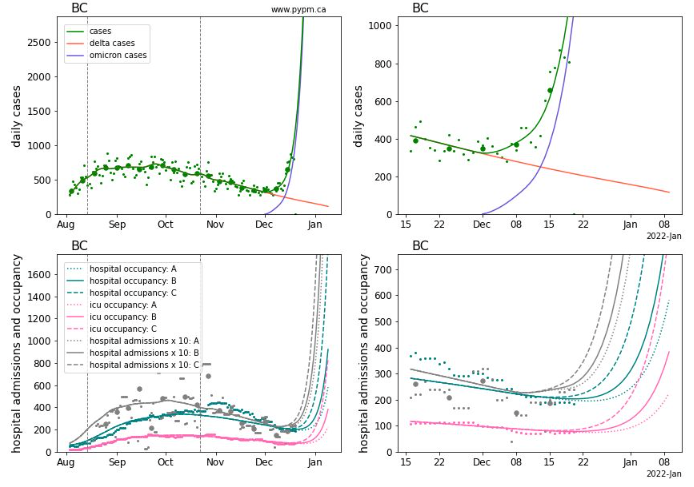 BC
www.pypm.ca
BC
daily cases
2500
2000
1500
1000
500
0
cases
delta cases
omicron cases
Aug
Sep
Oct
Nov
Dec
Jan
daily cases
1000
800
600
400
200
0
15
22
Dec
08
15
22
Jan
08
2022-Jan
BC
BC
hospital admissions and occupancy
1600
1400
1200
1000
800
600
400
200
0
hospital occupancy: A
hospital occupancy: B
hospital occupancy: C
icu occupancy: A
icu occupancy: B
icu occupancy: C
hospital admissions x 10: A
hospital admissions x 10: B
hospital admissions x 10: C
Aug
Sep
Oct
Nov
Dec
Jan
hospital admissions and occupancy
700
600
500
400
300
200
100
0
15
22
Dec
08
15
22
Jan
08
2022-Jan